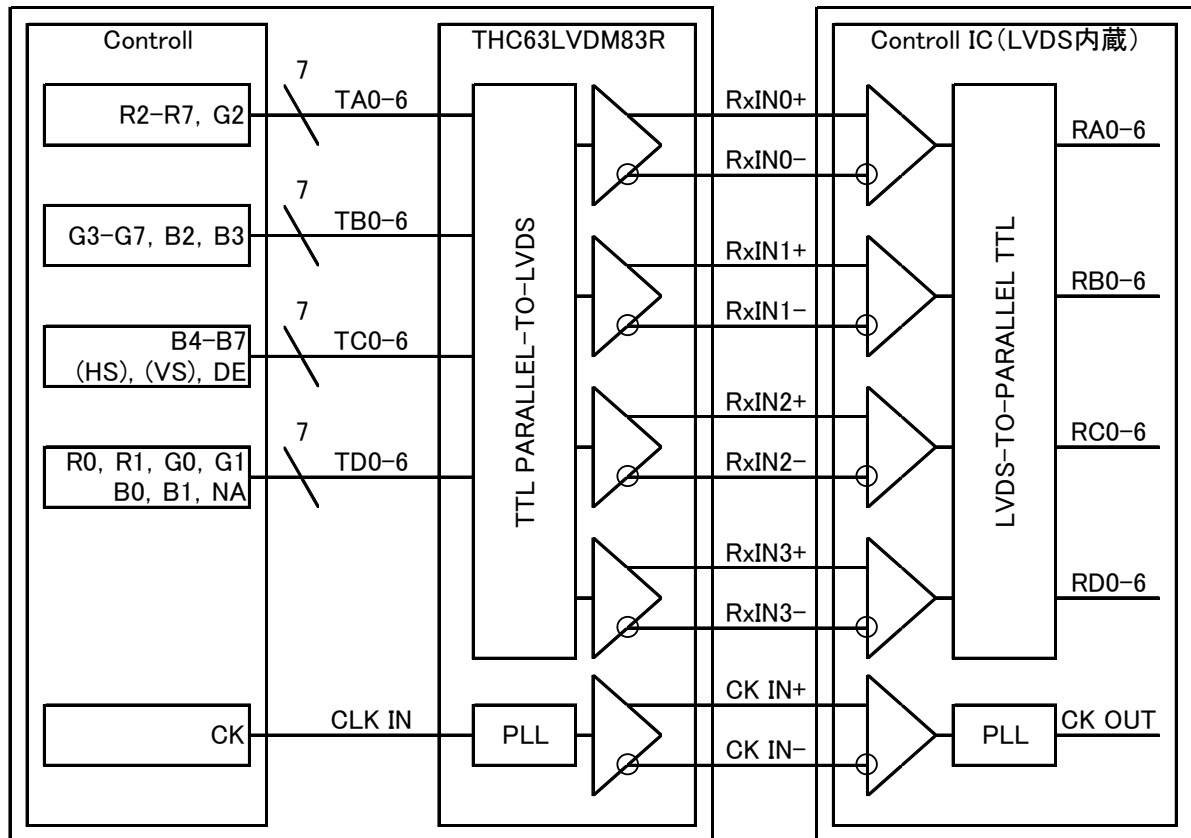 Controll
THC63LVDM83R
Controll IC(LVDS内蔵)
7
TA0-6
R2-R7, G2
RxIN0+
RxIN0-
RA0-6
7
TB0-6
G3-G7, B2, B3
RxIN1+
RxIN1-
RB0-6
7
TC0-6
B4-B7
(HS), (VS), DE
RxIN2+
RxIN2-
RC0-6
7
TD0-6
R0, R1, G0, G1
B0, B1, NA
RxIN3+
RxIN3-
RD0-6
TTL PARALLEL-TO-LVDS
LVDS-TO-PARALLEL TTL
CK
CLK IN
PLL
CK IN+
CK IN-
PLL
CK OUT